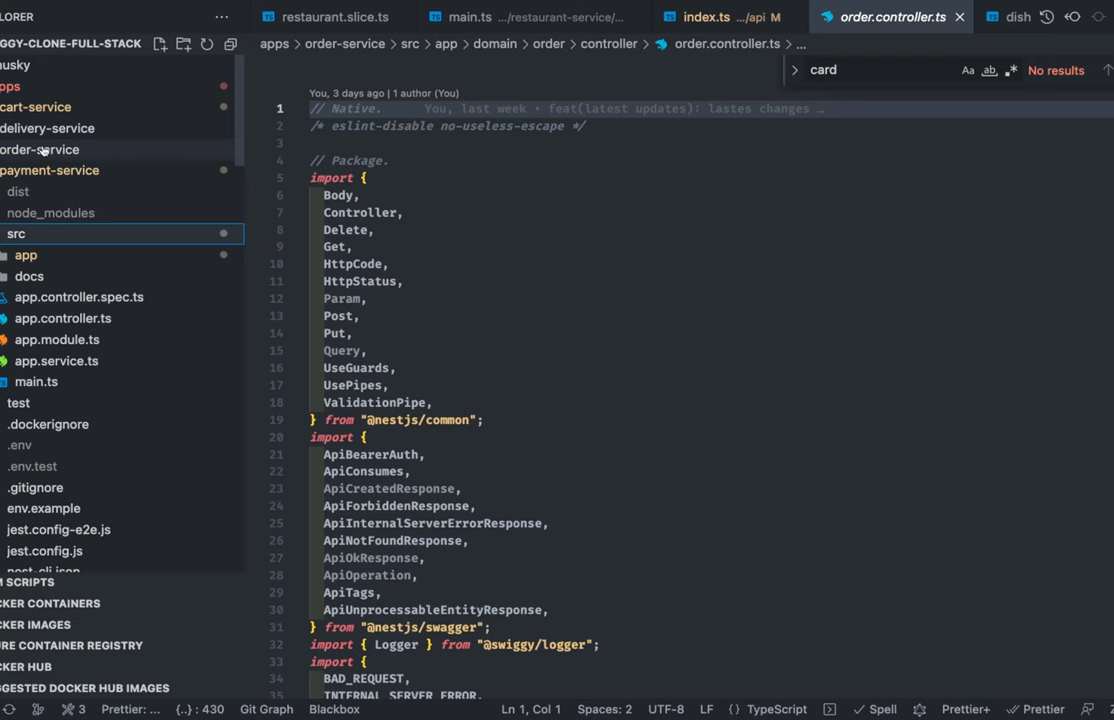 LORER
restaurant.slice.ts
main.ts .../restaurant-service/...
index.ts .../api M
order.controller.ts
dish
GGY-CLONE-FULL-STACK
apps > order-service > src > app > domain > order > controller > order.controller.ts > ...
card
Aa ab .*
No results
husky
pps
cart-service
delivery-service
order-service
payment-service
dist
node_modules
src
app
docs
app.controller.spec.ts
app.controller.ts
app.module.ts
app.service.ts
main.ts
test
.dockerignore
.env
.env.test
.gitignore
env.example
jest.config-e2e.js
jest.config.js
nest-cli.json
M SCRIPTS
CKER CONTAINERS
CKER IMAGES
URE CONTAINER REGISTRY
CKER HUB
GGESTED DOCKER HUB IMAGES
You, 3 days ago | 1 author (You)
1 // Native. You, last week • feat(latest updates): lastes changes ...
2 /* eslint-disable no-useless-escape */
3
4 // Package.
5 import {
6 Body,
7 Controller,
8 Delete,
9 Get,
10 HttpCode,
11 HttpStatus,
12 Param,
13 Post,
14 Put,
15 Query,
16 UseGuards,
17 UsePipes,
18 ValidationPipe,
19 } from "@nestjs/common";
20 import {
21 ApiBearerAuth,
22 ApiConsumes,
23 ApiCreatedResponse,
24 ApiForbiddenResponse,
25 ApiInternalServerErrorResponse,
26 ApiNotFoundResponse,
27 ApiOkResponse,
28 ApiOperation,
29 ApiTags,
30 ApiUnprocessableEntityResponse,
31 } from "@nestjs/swagger";
32 import { Logger } from "@swiggy/logger";
33 import {
34 BAD_REQUEST,
35 INTERNAL_SERVER_ERROR,
3 Prettier: ... {..} : 430 Git Graph Blackbox Ln 1, Col 1 Spaces: 2 UTF-8 LF {} TypeScript Spell Prettier+ Prettier